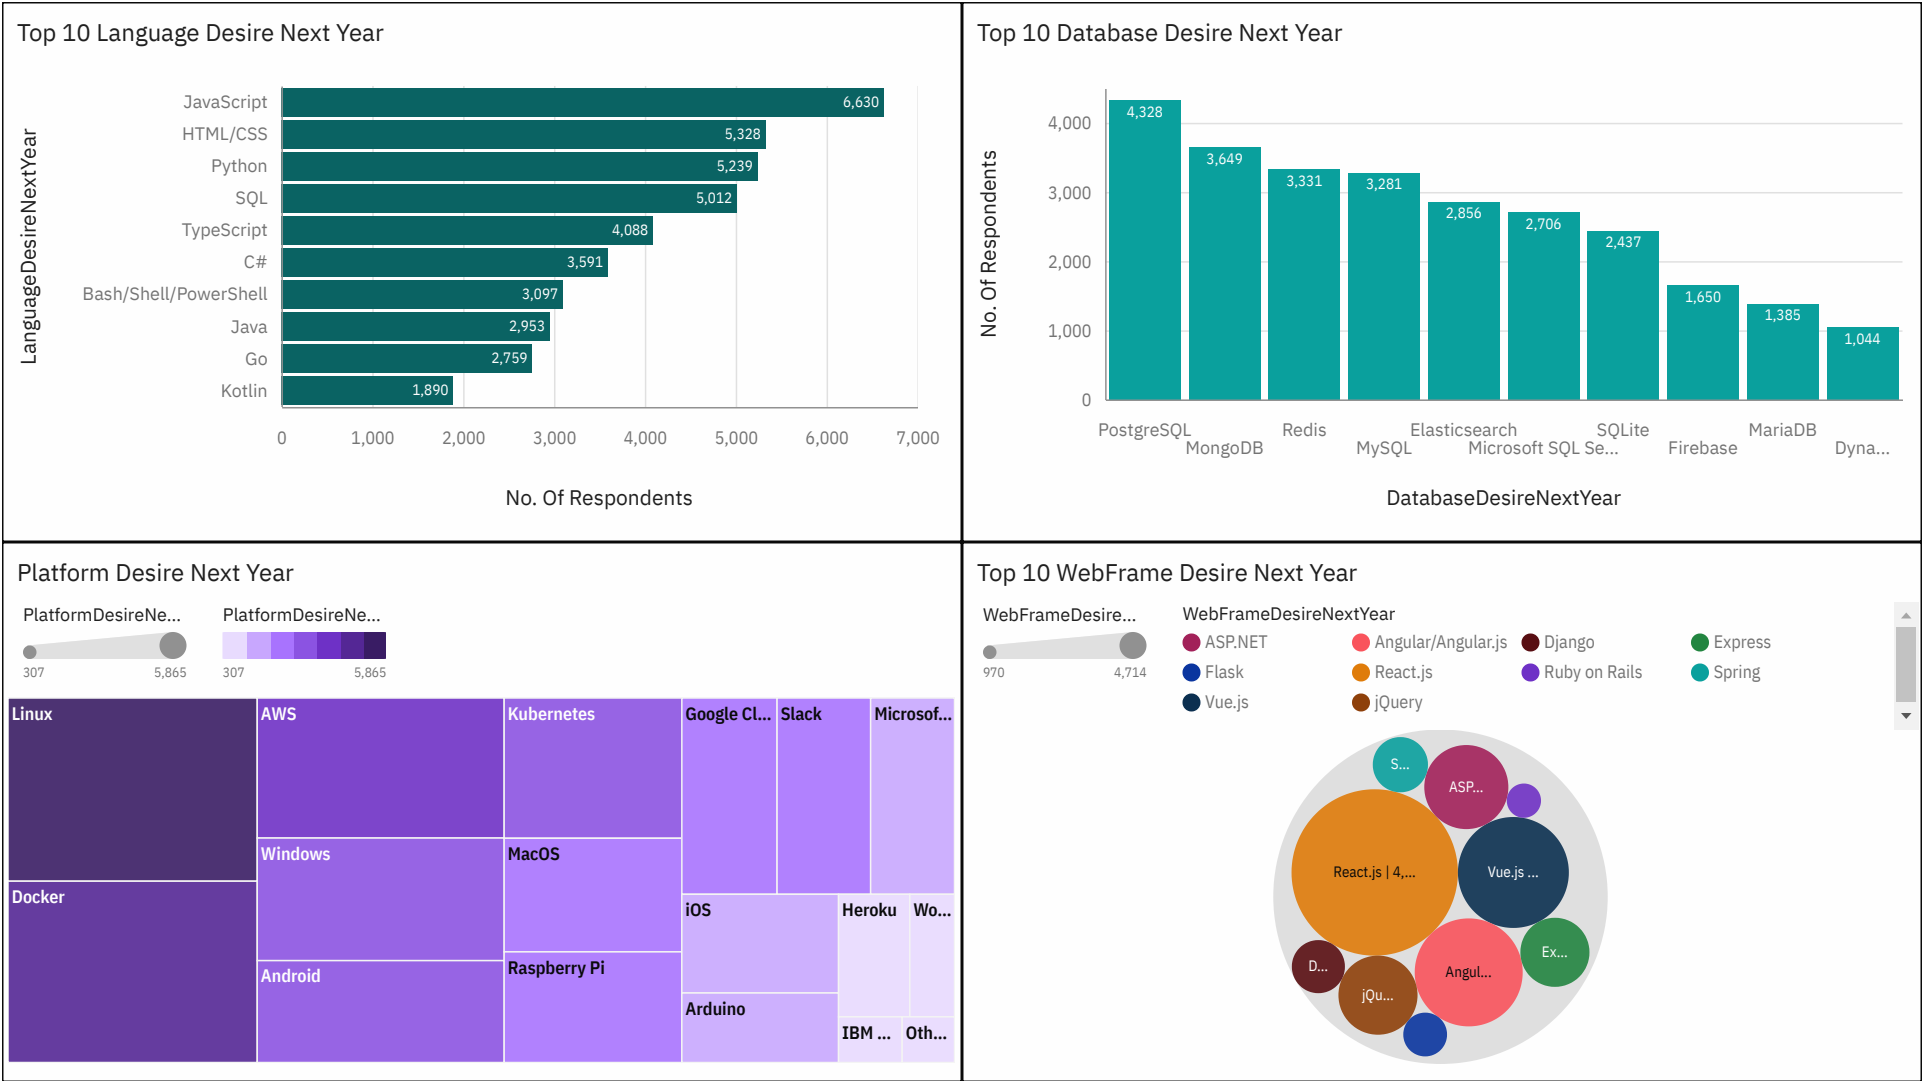 Top 10 Language Desire Next Year
LanguageDesireNextYear
JavaScript 6,630
HTML/CSS 5,328
Python 5,239
SQL 5,012
TypeScript 4,088
C# 3,591
Bash/Shell/PowerShell 3,097
Java 2,953
Go 2,759
Kotlin 1,890
0 1,000 2,000 3,000 4,000 5,000 6,000 7,000
No. Of Respondents
Top 10 Database Desire Next Year
No. Of Respondents
4,000
3,000
2,000
1,000
0
4,328 3,649 3,331 3,281 2,856 2,706 2,437 1,650 1,385 1,044
PostgreSQL Redis Elasticsearch SQLite MariaDB
MongoDB MySQL Microsoft SQL Se... Firebase Dyna...
DatabaseDesireNextYear
Platform Desire Next Year
PlatformDesireNe... PlatformDesireNe...
307 5,865 307 5,865
Linux AWS Kubernetes Google Cl... Slack Microsof...
Windows MacOS
Docker iOS Heroku Wo...
Android Raspberry Pi
Arduino IBM ... Oth...
Top 10 WebFrame Desire Next Year
WebFrameDesire... WebFrameDesireNextYear
970 4,714
ASP.NET Angular/Angular.js Django Express
Flask React.js Ruby on Rails Spring
Vue.js jQuery
S...
ASP...
React.js | 4,... Vue.js ...
Ex...
D... Angul...
jQu...